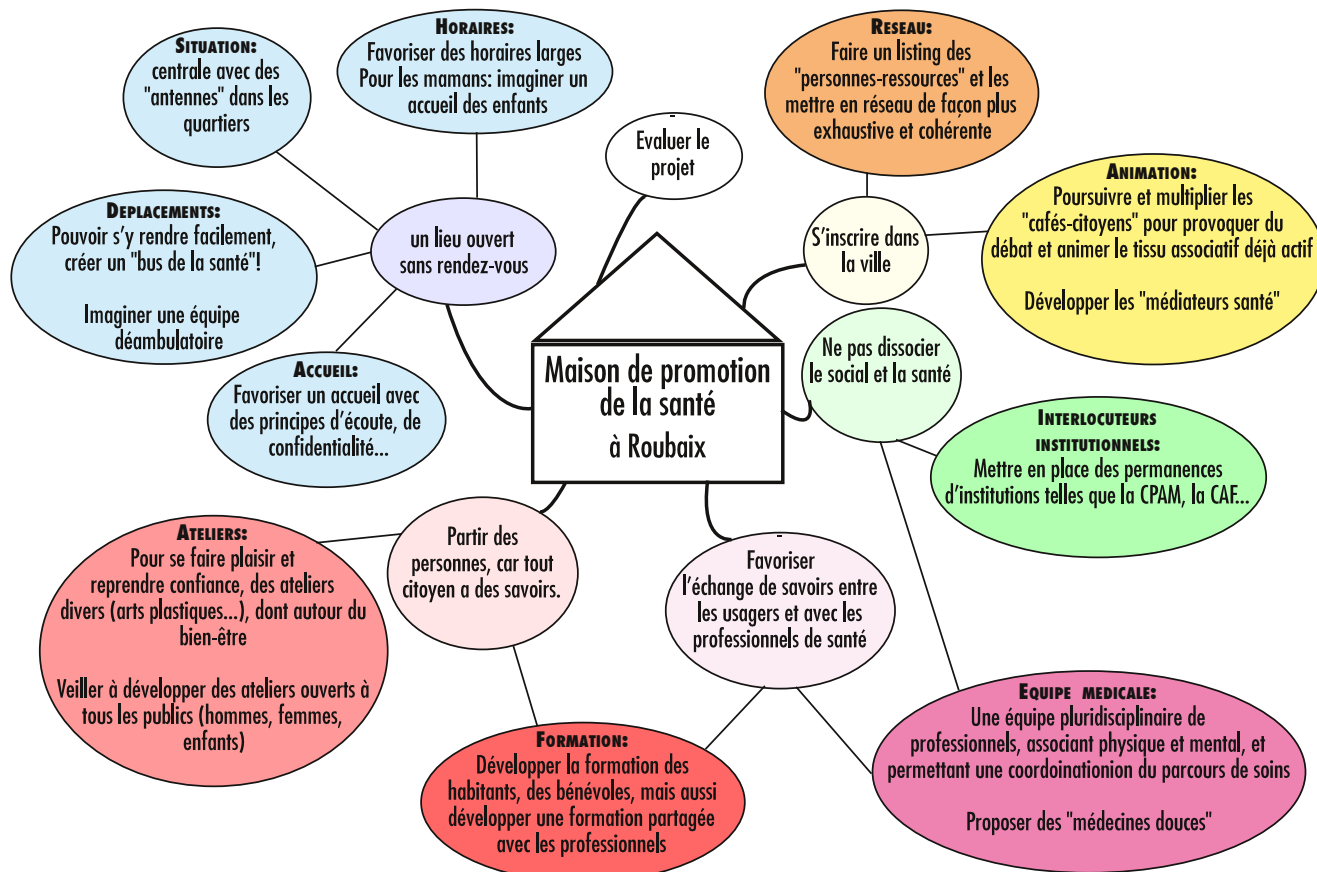 SITUATION:
centrale avec des
"antennes" dans les
quartiers
HORAIRES:
Favoriser des horaires larges
Pour les mamans: imaginer un
accueil des enfants
-
Evaluer le
projet
RESEAU:
Faire un listing des
"personnes-ressources" et les
mettre en réseau de façon plus
exhaustive et cohérente
ANIMATION:
Poursuivre et multiplier les
"cafés-citoyens" pour provoquer du
débat et animer le tissu associatif déjà actif
Développer les "médiateurs santé"
DEPLACEMENTS:
Pouvoir s'y rendre facilement,
créer un "bus de la santé"!
Imaginer une équipe
déambulatoire
un lieu ouvert
sans rendez-vous
S'inscrire dans
la ville
ACCUEIL:
Favoriser un accueil avec
des principes d'écoute, de
confidentialité...
Maison de promotion
de la santé
à Roubaix
Ne pas dissocier
le social et la santé
INTERLOCUTEURS
INSTITUTIONNELS:
Mettre en place des permanences
d'institutions telles que la CPAM, la CAF...
ATELIERS:
Pour se faire plaisir et
reprendre confiance, des ateliers
divers (arts plastiques...), dont autour du
bien-être
Veiller à développer des ateliers ouverts à
tous les publics (hommes, femmes,
enfants)
Partir des
personnes, car tout
citoyen a des savoirs.
-
Favoriser
l'échange de savoirs entre
les usagers et avec les
professionnels de santé
FORMATION:
Développer la formation des
habitants, des bénévoles, mais aussi
développer une formation partagée
avec les professionnels
EQUIPE MEDICALE:
Une équipe pluridisciplinaire de
professionnels, associant physique et mental, et
permettant une coordoinationion du parcours de soins
Proposer des "médecines douces"